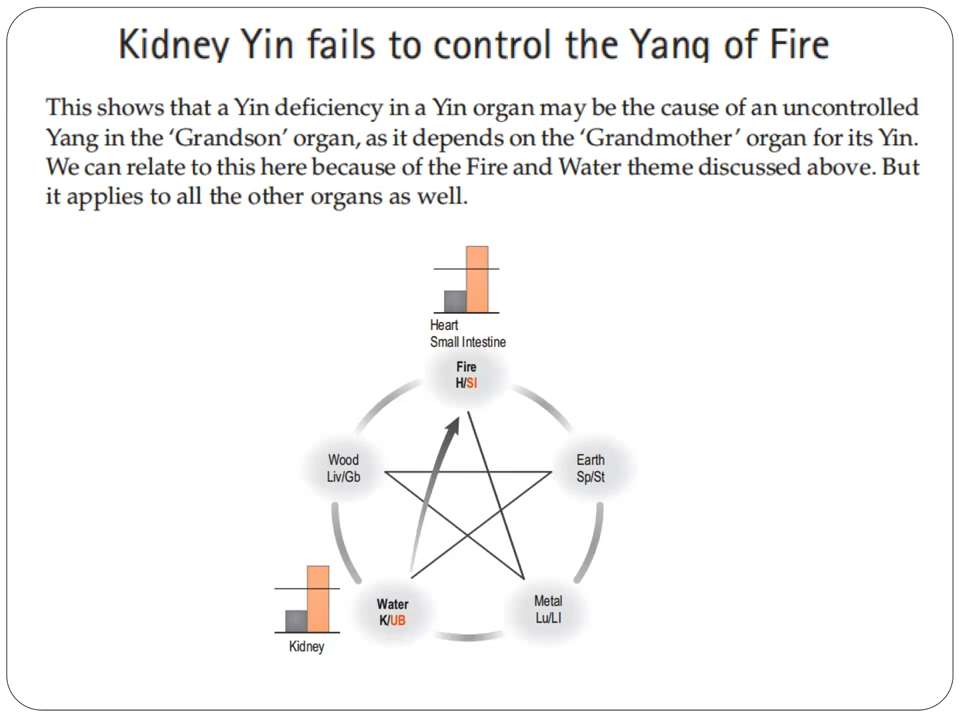 Kidney Yin fails to control the Yang of Fire
This shows that a Yin deficiency in a Yin organ may be the cause of an uncontrolled
Yang in the ‘Grandson’ organ, as it depends on the ‘Grandmother’ organ for its Yin.
We can relate to this here because of the Fire and Water theme discussed above. But
it applies to all the other organs as well.
Heart
Small Intestine
Fire
H/SI
Wood
Liv/Gb
Earth
Sp/St
Water
K/UB
Metal
Lu/LI
Kidney